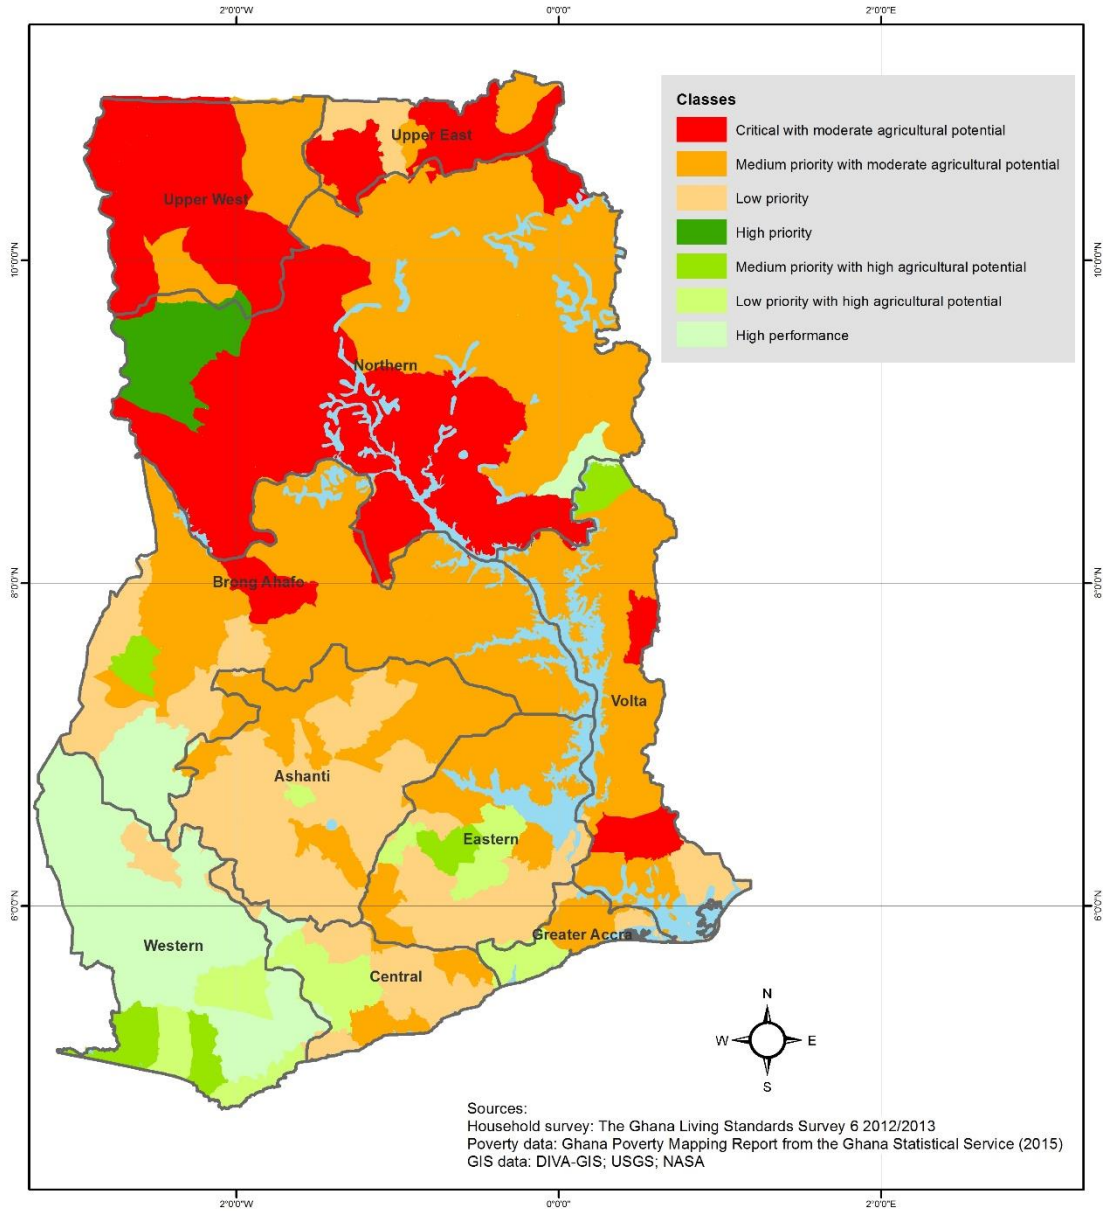 2°0'0"W
0°0'0"
2°0'0"E
Classes
Critical with moderate agricultural potential
Medium priority with moderate agricultural potential
Low priority
High priority
Medium priority with high agricultural potential
Low priority with high agricultural potential
High performance
Upper East
Upper West
10°0'0"N
10°0'0"N
Northern
8°0'0"N
Brong Ahafo
8°0'0"N
Volta
Ashanti
Eastern
6°0'0"N
6°0'0"N
Western
Greater Accra
Central
N
W
E
S
Sources:
Household survey: The Ghana Living Standards Survey 6 2012/2013
Poverty data: Ghana Poverty Mapping Report from the Ghana Statistical Service (2015)
GIS data: DIVA-GIS; USGS; NASA
2°0'0"W
0°0'0"
2°0'0"E